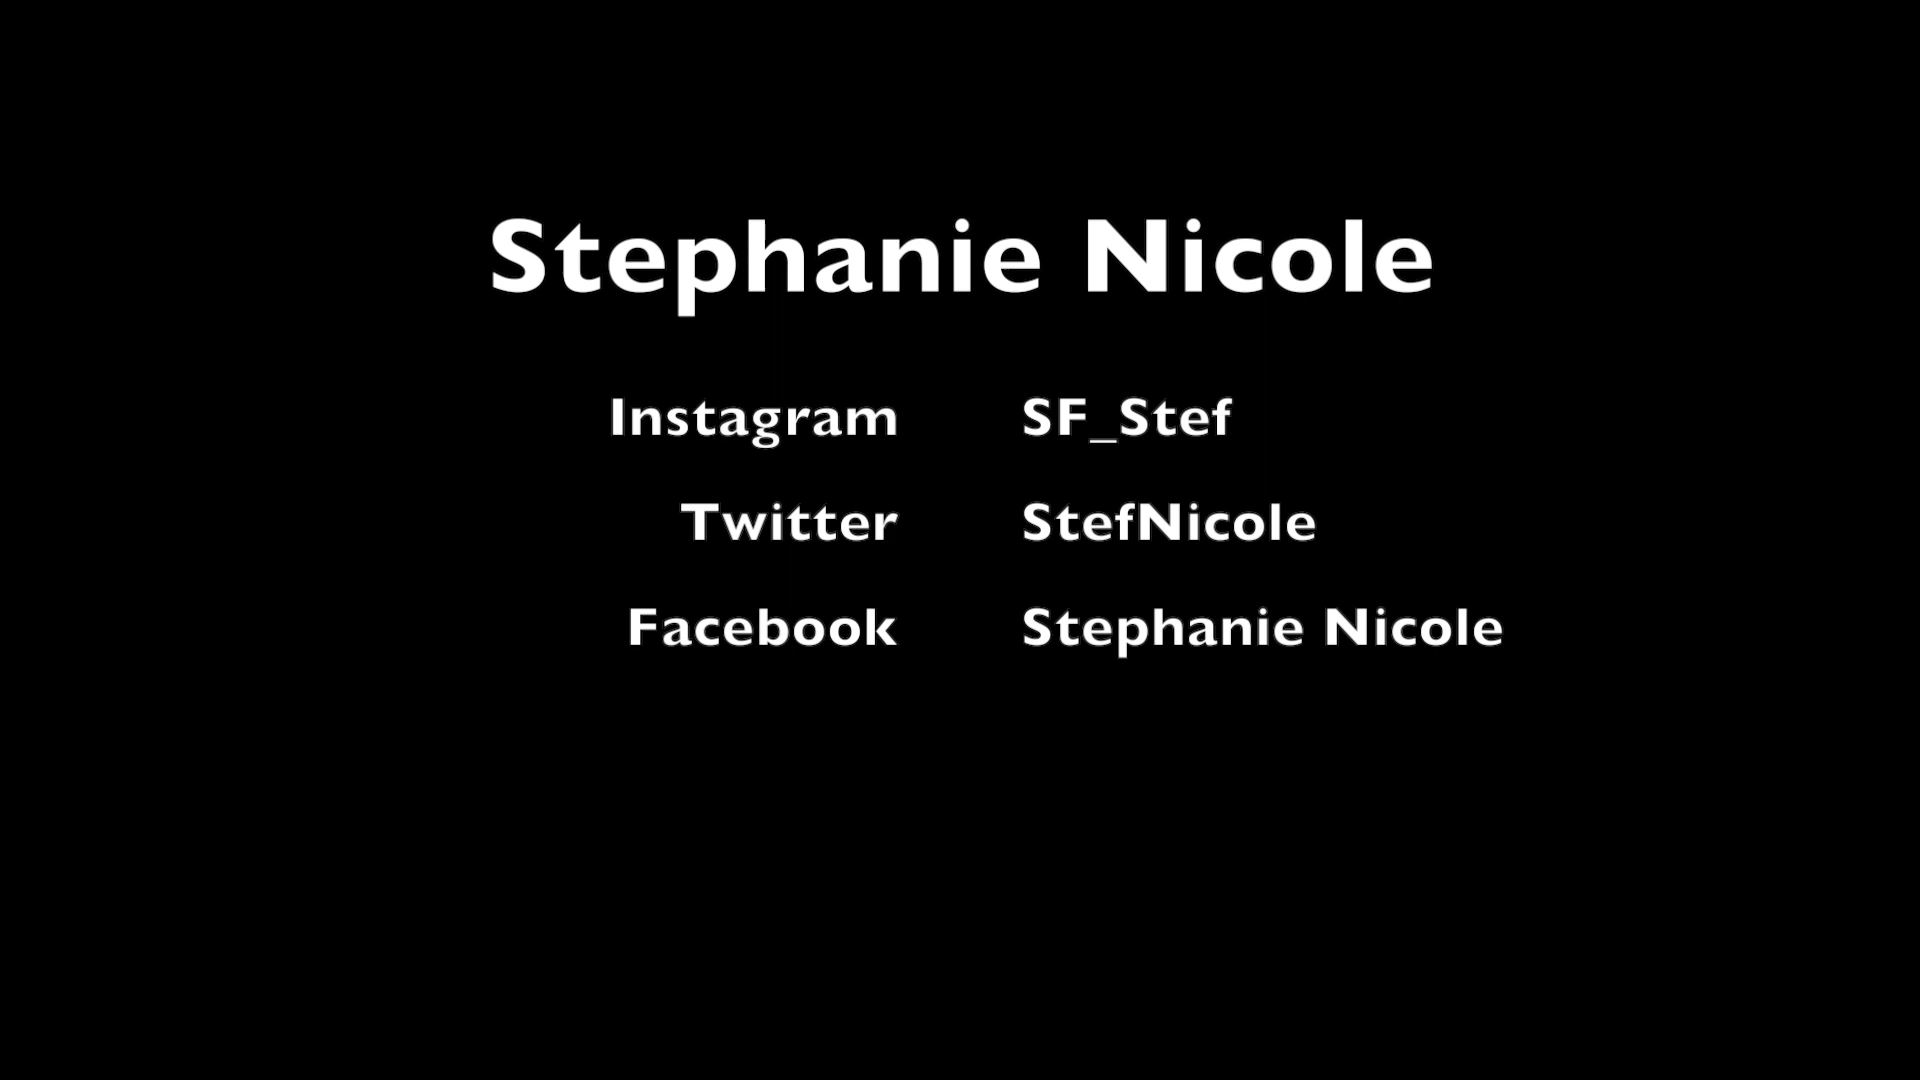 Stephanie Nicole
Instagram SF_Stef
Twitter StefNicole
Facebook Stephanie Nicole